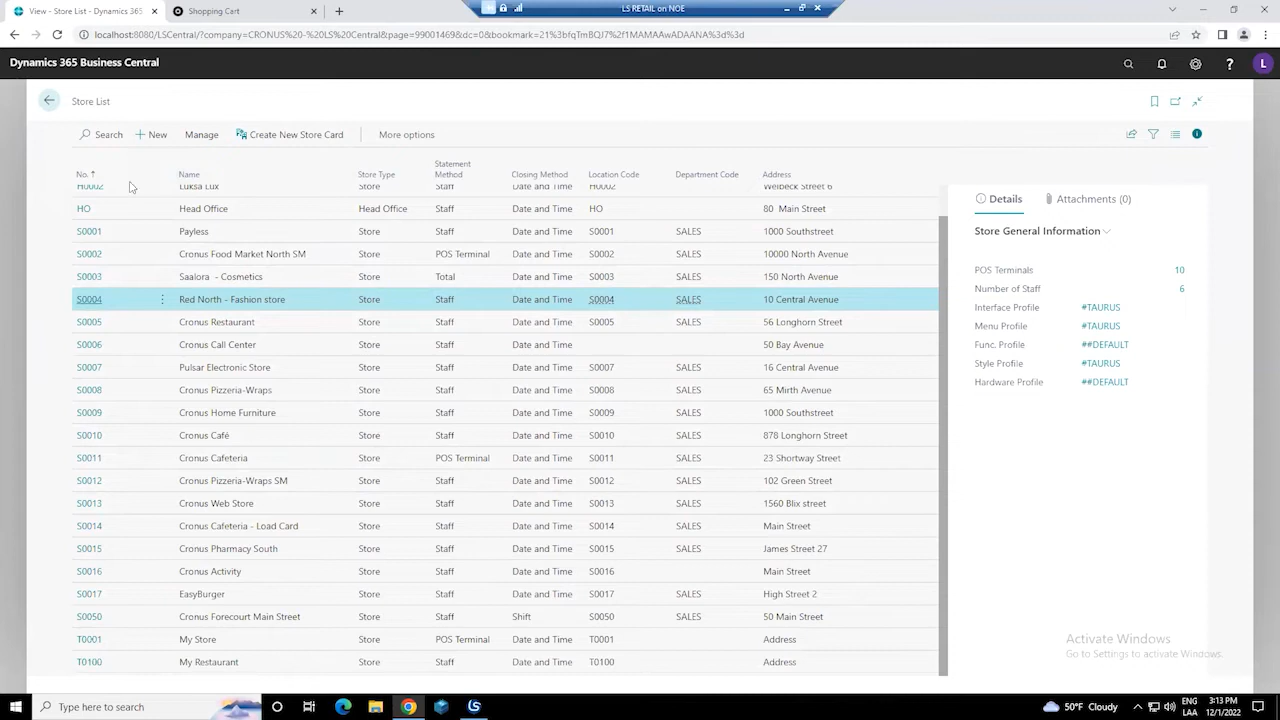 View - Store List - Dynamics 365
Shopping Cart
LS RETAIL on NOE
localhost:8080/LSCentral/?company=CRONUS%20-%20LS%20Central&page=99001469&dc=0&bookmark=21%3bfqTmBQJ7%2f1MAMAAwADAANA%3d%3d
Dynamics 365 Business Central
L
Store List
Search New Manage Create New Store Card More options
No. ↑ Name Store Type Statement Method Closing Method Location Code Department Code Address
H0002 Luksa Lux Store Staff Date and Time H0002 Welbeck Street 6
HO Head Office Head Office Staff Date and Time HO 80 Main Street
S0001 Payless Store Staff Date and Time S0001 SALES 1000 Southstreet
S0002 Cronus Food Market North SM Store POS Terminal Date and Time S0002 SALES 10000 North Avenue
S0003 Saalora - Cosmetics Store Total Date and Time S0003 SALES 150 North Avenue
S0004 Red North - Fashion store Store Staff Date and Time S0004 SALES 10 Central Avenue
S0005 Cronus Restaurant Store Staff Date and Time S0005 SALES 56 Longhorn Street
S0006 Cronus Call Center Store Staff Date and Time 50 Bay Avenue
S0007 Pulsar Electronic Store Store Staff Date and Time S0007 SALES 16 Central Avenue
S0008 Cronus Pizzeria-Wraps Store Staff Date and Time S0008 SALES 65 Mirth Avenue
S0009 Cronus Home Furniture Store Staff Date and Time S0009 SALES 1000 Southstreet
S0010 Cronus Café Store Staff Date and Time S0010 SALES 878 Longhorn Street
S0011 Cronus Cafeteria Store POS Terminal Date and Time S0011 SALES 23 Shortway Street
S0012 Cronus Pizzeria-Wraps SM Store Staff Date and Time S0012 SALES 102 Green Street
S0013 Cronus Web Store Store Staff Date and Time S0013 SALES 1560 Blix street
S0014 Cronus Cafeteria - Load Card Store Staff Date and Time S0014 SALES Main Street
S0015 Cronus Pharmacy South Store Staff Date and Time S0015 SALES James Street 27
S0016 Cronus Activity Store Staff Date and Time S0016 Main Street
S0017 EasyBurger Store Staff Date and Time S0017 SALES High Street 2
S0050 Cronus Forecourt Main Street Store Staff Shift S0050 SALES 50 Main Street
T0001 My Store Store POS Terminal Date and Time T0001 Address
T0100 My Restaurant Store Staff Date and Time T0100 Address
Details Attachments (0)
Store General Information
POS Terminals 10
Number of Staff 6
Interface Profile #TAURUS
Menu Profile #TAURUS
Func. Profile ##DEFAULT
Style Profile #TAURUS
Hardware Profile ##DEFAULT
Activate Windows
Go to Settings to activate Windows.
Type here to search
50°F Cloudy
ENG
LAA
3:13 PM
12/1/2022